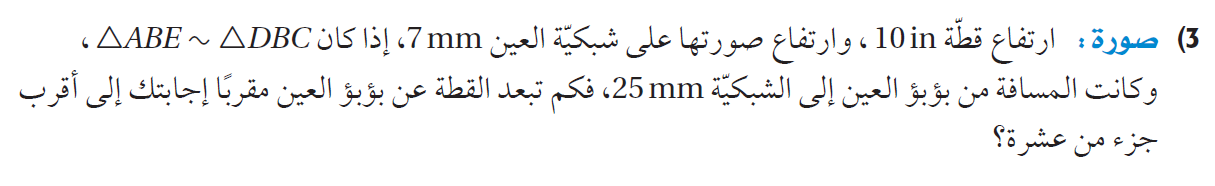 3) صورة: ارتفاع قطّة 10 in ، وارتفاع صورتها على شبكيّة العين 7 mm، إذا كان △ABE ~ △DBC ،
وكانت المسافة من بؤبؤ العين إلى الشبكيّة 25 mm، فكم تبعد القطة عن بؤبؤ العين مقربًا إجابتك إلى أقرب
جزء من عشرة؟